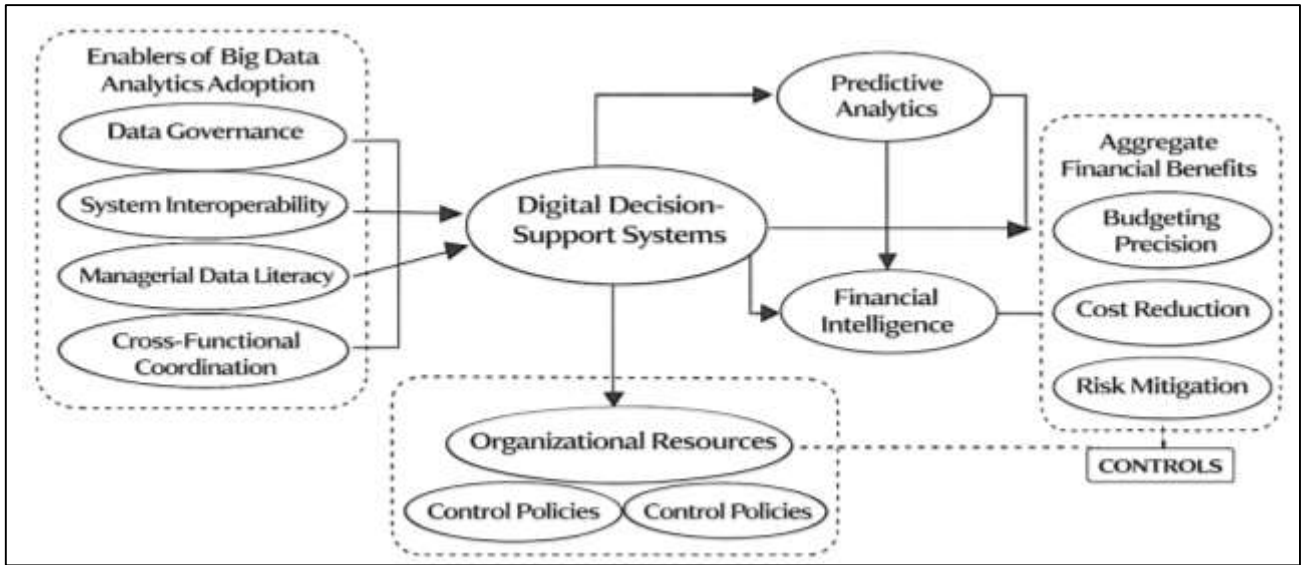 Enablers of Big Data
Analytics Adoption
Data Governance
System Interoperability
Managerial Data Literacy
Cross-Functional
Coordination
Digital Decision-
Support Systems
Predictive
Analytics
Financial
Intelligence
Aggregate
Financial Benefits
Budgeting
Precision
Cost Reduction
Risk Mitigation
CONTROLS
Organizational Resources
Control Policies
Control Policies